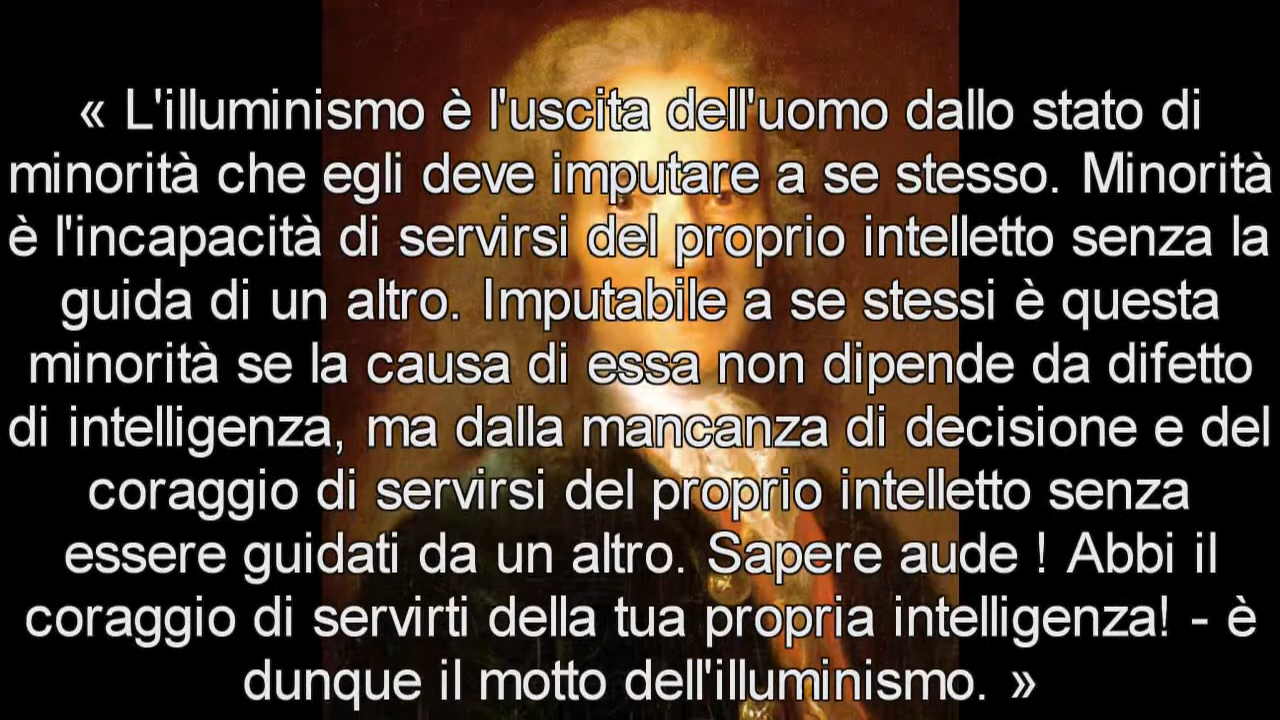 « L'illuminismo è l'uscita dell'uomo dallo stato di
minorità che egli deve imputare a se stesso. Minorità
è l'incapacità di servirsi del proprio intelletto senza la
guida di un altro. Imputabile a se stessi è questa
minorità se la causa di essa non dipende da difetto
di intelligenza, ma dalla mancanza di decisione e del
coraggio di servirsi del proprio intelletto senza
essere guidati da un altro. Sapere aude ! Abbi il
coraggio di servirti della tua propria intelligenza! - è
dunque il motto dell'illuminismo. »